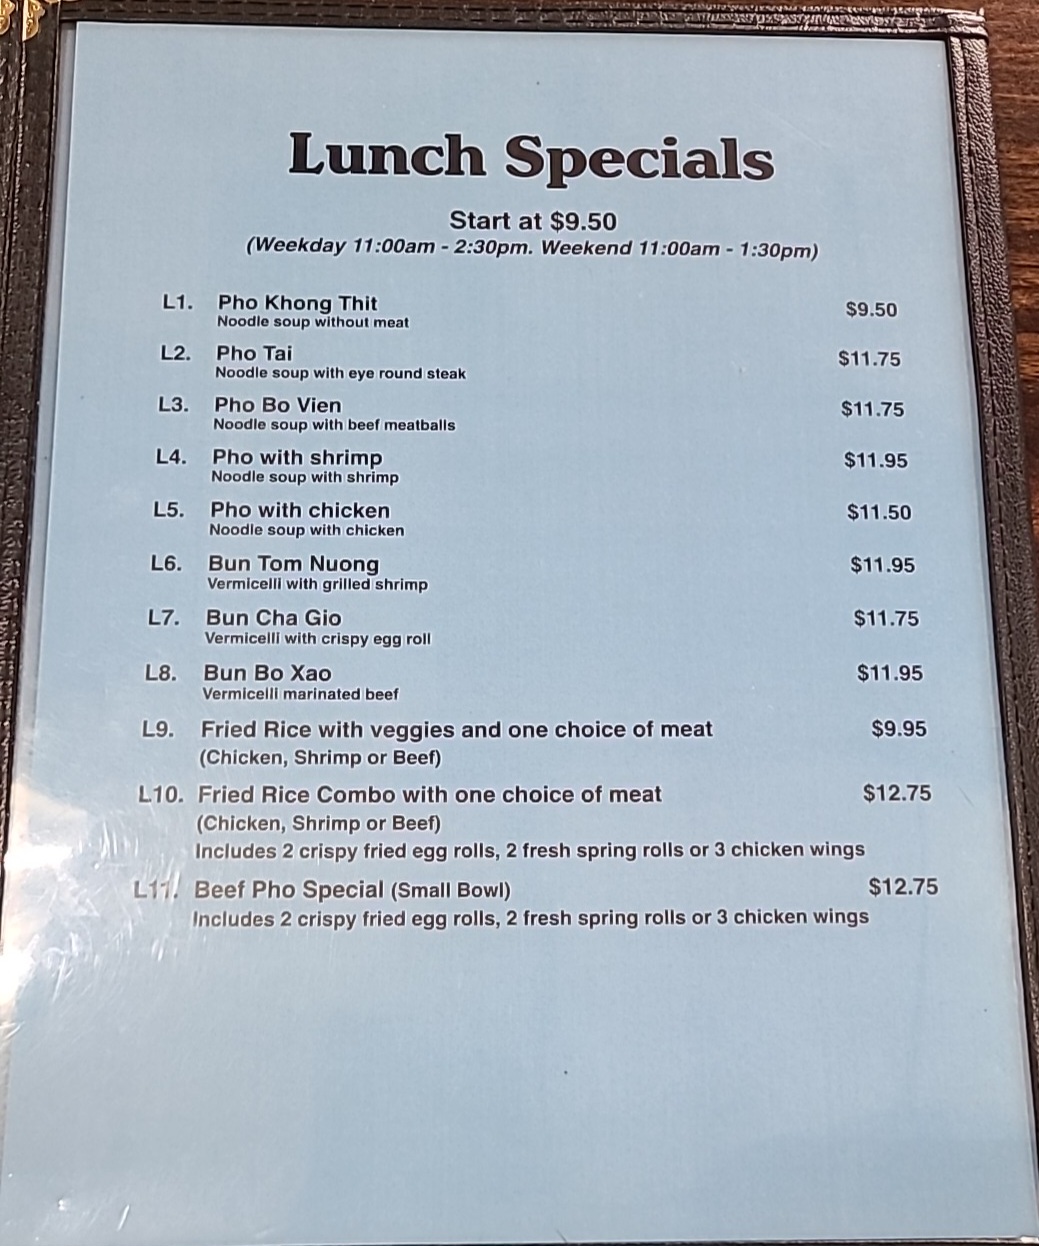 Lunch Specials
Start at $9.50
(Weekday 11:00am - 2:30pm. Weekend 11:00am - 1:30pm)
L1. Pho Khong Thit $9.50
Noodle soup without meat
L2. Pho Tai $11.75
Noodle soup with eye round steak
L3. Pho Bo Vien $11.75
Noodle soup with beef meatballs
L4. Pho with shrimp $11.95
Noodle soup with shrimp
L5. Pho with chicken $11.50
Noodle soup with chicken
L6. Bun Tom Nuong $11.95
Vermicelli with grilled shrimp
L7. Bun Cha Gio $11.75
Vermicelli with crispy egg roll
L8. Bun Bo Xao $11.95
Vermicelli marinated beef
L9. Fried Rice with veggies and one choice of meat $9.95
(Chicken, Shrimp or Beef)
L10. Fried Rice Combo with one choice of meat $12.75
(Chicken, Shrimp or Beef)
Includes 2 crispy fried egg rolls, 2 fresh spring rolls or 3 chicken wings
L11. Beef Pho Special (Small Bowl) $12.75
Includes 2 crispy fried egg rolls, 2 fresh spring rolls or 3 chicken wings